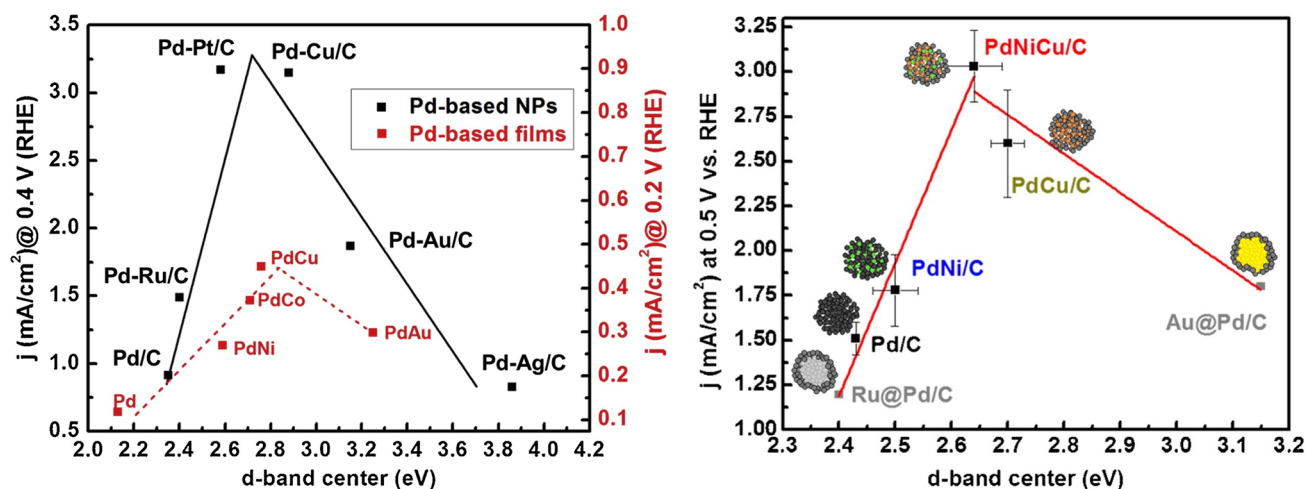 j (mA/cm²)@ 0.4 V (RHE)
3.5
3.0
2.5
2.0
1.5
1.0
0.5
Pd-Pt/C
Pd-Cu/C
Pd-based NPs
Pd-based films
Pd-Ru/C
Pd-Au/C
PdCu
PdCo
PdAu
PdNi
Pd/C
Pd-Ag/C
Pd
2.0 2.2 2.4 2.6 2.8 3.0 3.2 3.4 3.6 3.8 4.0 4.2
d-band center (eV)
1.0
0.9
0.8
0.7
0.6
0.5
0.4
0.3
0.2
0.1
j (mA/cm²)@ 0.2 V (RHE)
j (mA/cm²) at 0.5 V vs. RHE
3.25
3.00
2.75
2.50
2.25
2.00
1.75
1.50
1.25
1.00
PdNiCu/C
PdCu/C
PdNi/C
Au@Pd/C
Pd/C
Ru@Pd/C
2.3 2.4 2.5 2.6 2.7 2.8 2.9 3.0 3.1 3.2
d-band center (eV)